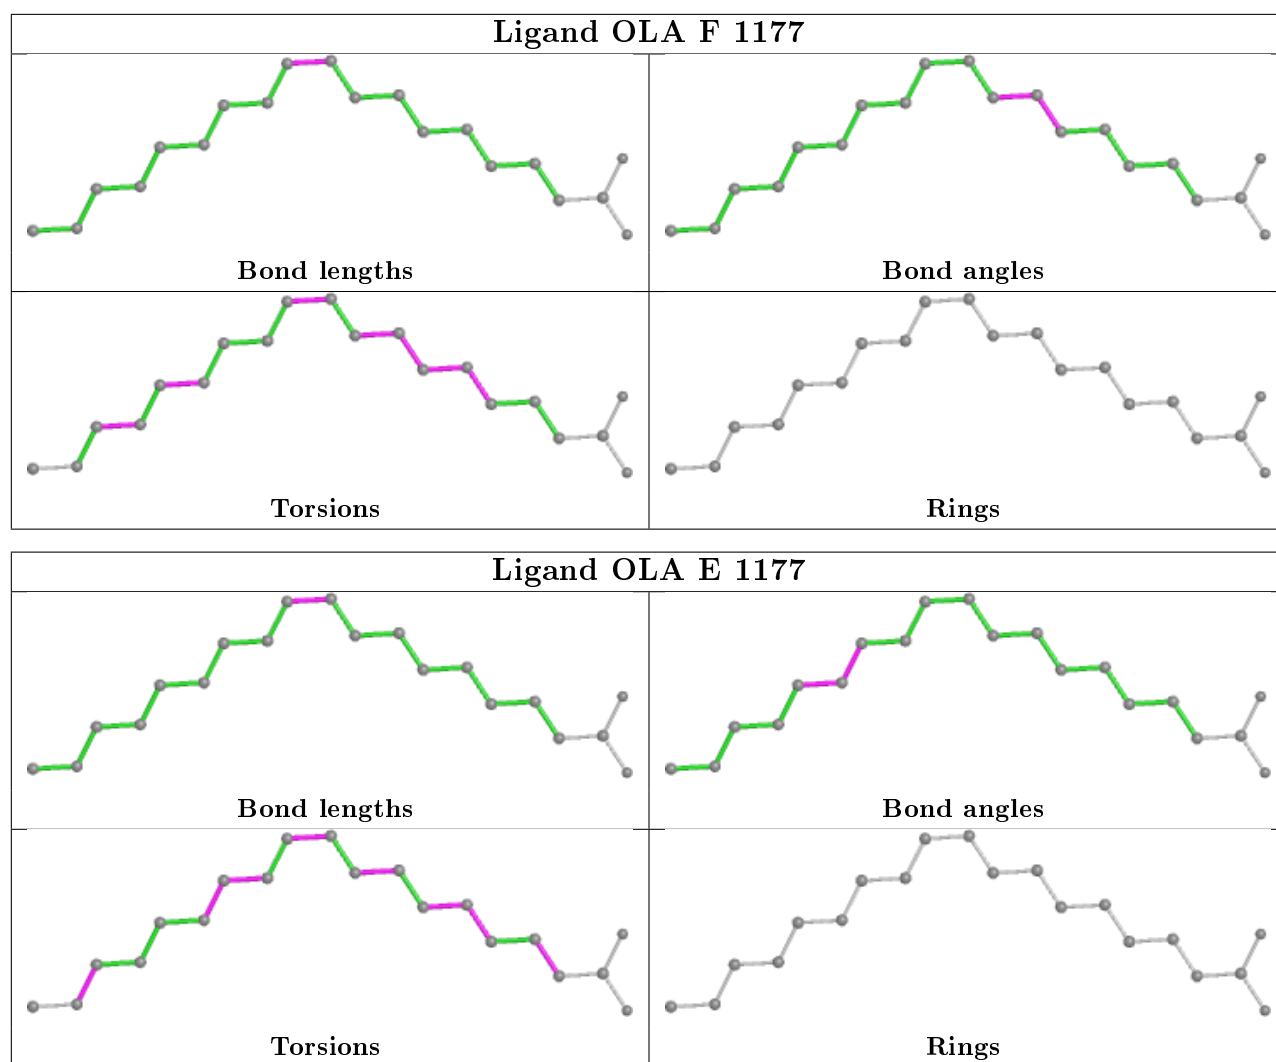 Ligand OLA F 1177
Bond lengths
Bond angles
Torsions
Rings
Ligand OLA E 1177
Bond lengths
Bond angles
Torsions
Rings